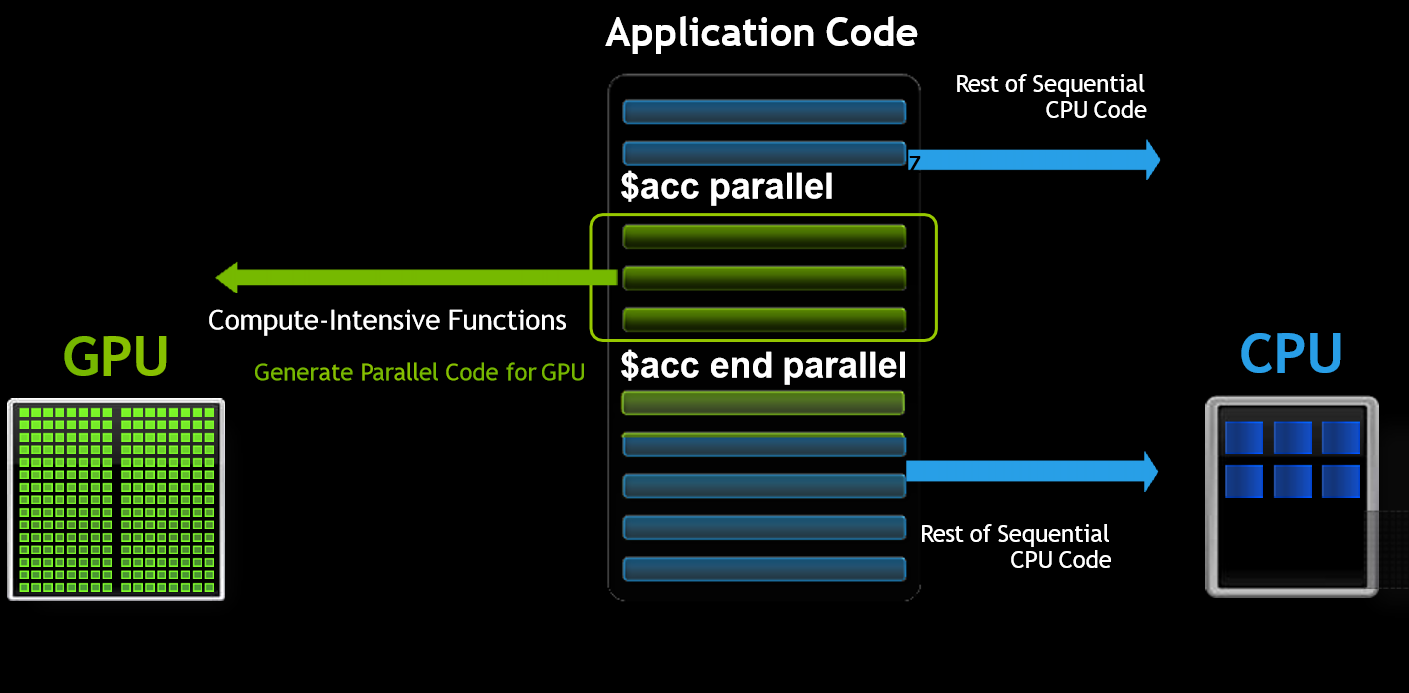 Application Code
Rest of Sequential
CPU Code
7
$acc parallel
Compute-Intensive Functions
GPU
Generate Parallel Code for GPU
$acc end parallel
CPU
Rest of Sequential
CPU Code